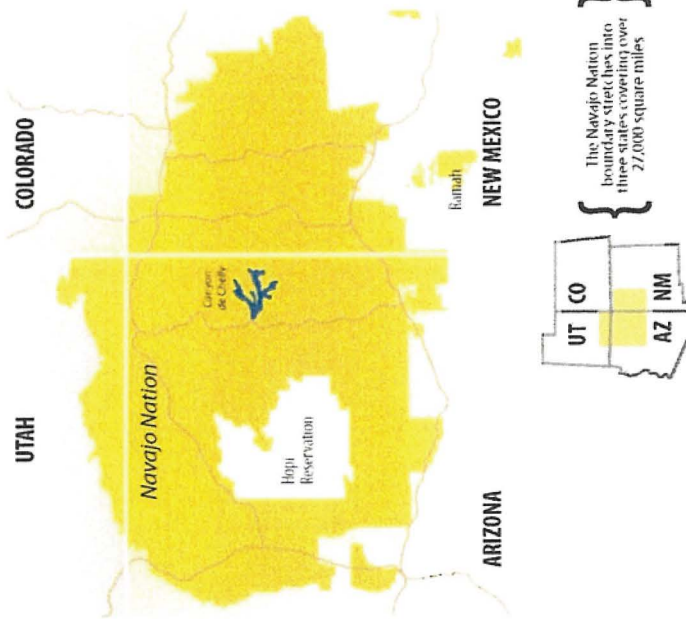 UTAH
COLORADO
Navajo Nation
Canyon
de Chelly
Hopi
Reservation
Ramah
ARIZONA
NEW MEXICO
UT
CO
AZ
NM
The Navajo Nation
boundary stretches into
three states covering over
27,000 square miles